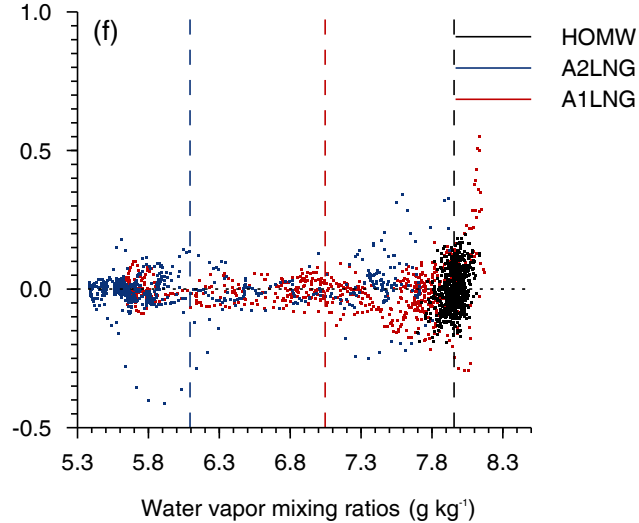 1.0
(f)
HOMW
A2LNG
A1LNG
0.5
0.0
-0.5
5.3 5.8 6.3 6.8 7.3 7.8 8.3
Water vapor mixing ratios (g kg⁻¹)